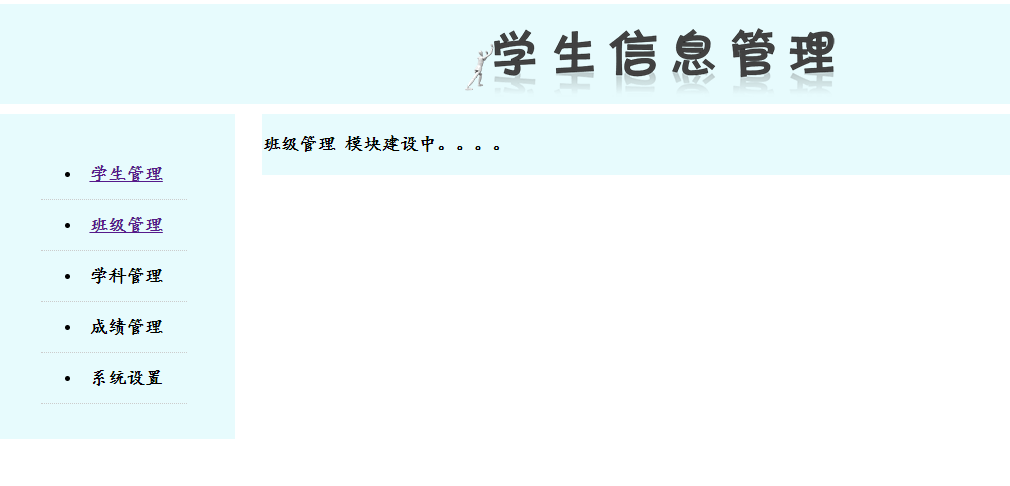 学生信息管理
学生管理
班级管理
学科管理
成绩管理
系统设置
班级管理 模块建设中。。。。